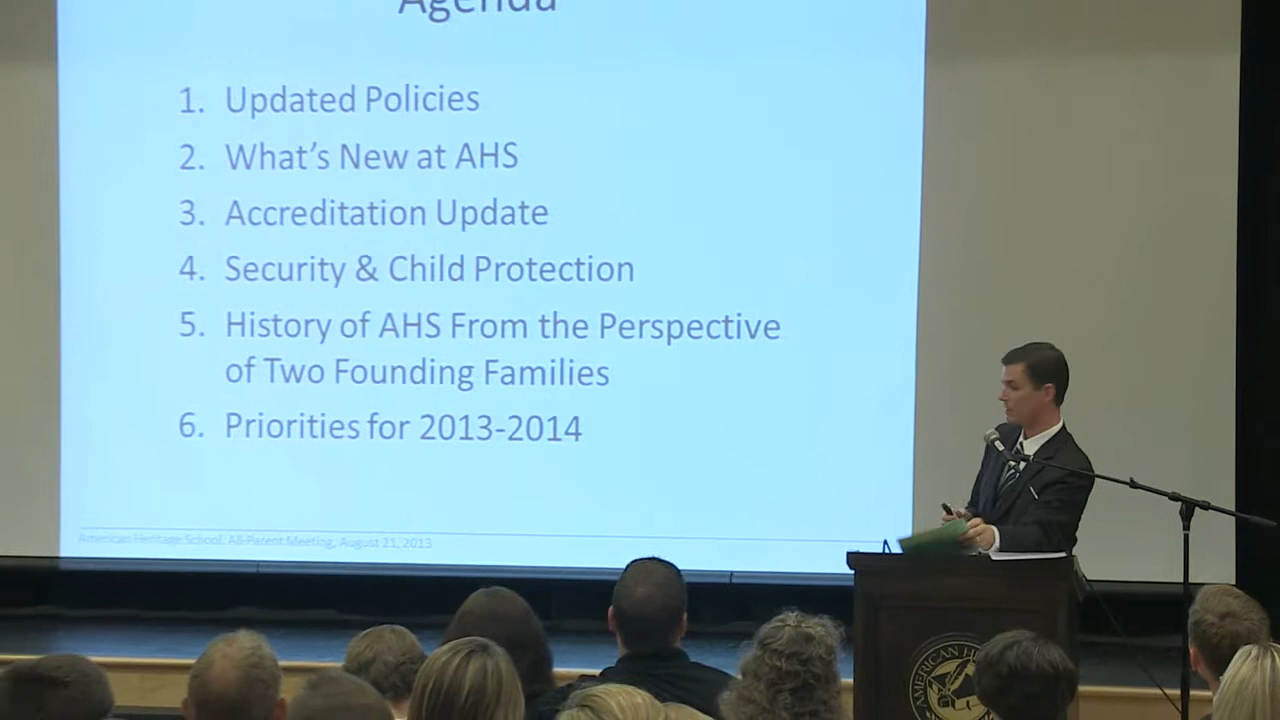 Agenda
1. Updated Policies
2. What's New at AHS
3. Accreditation Update
4. Security & Child Protection
5. History of AHS From the Perspective
of Two Founding Families
6. Priorities for 2013-2014
American Heritage School, All-Parent Meeting, August 21, 2013
AMERICAN H